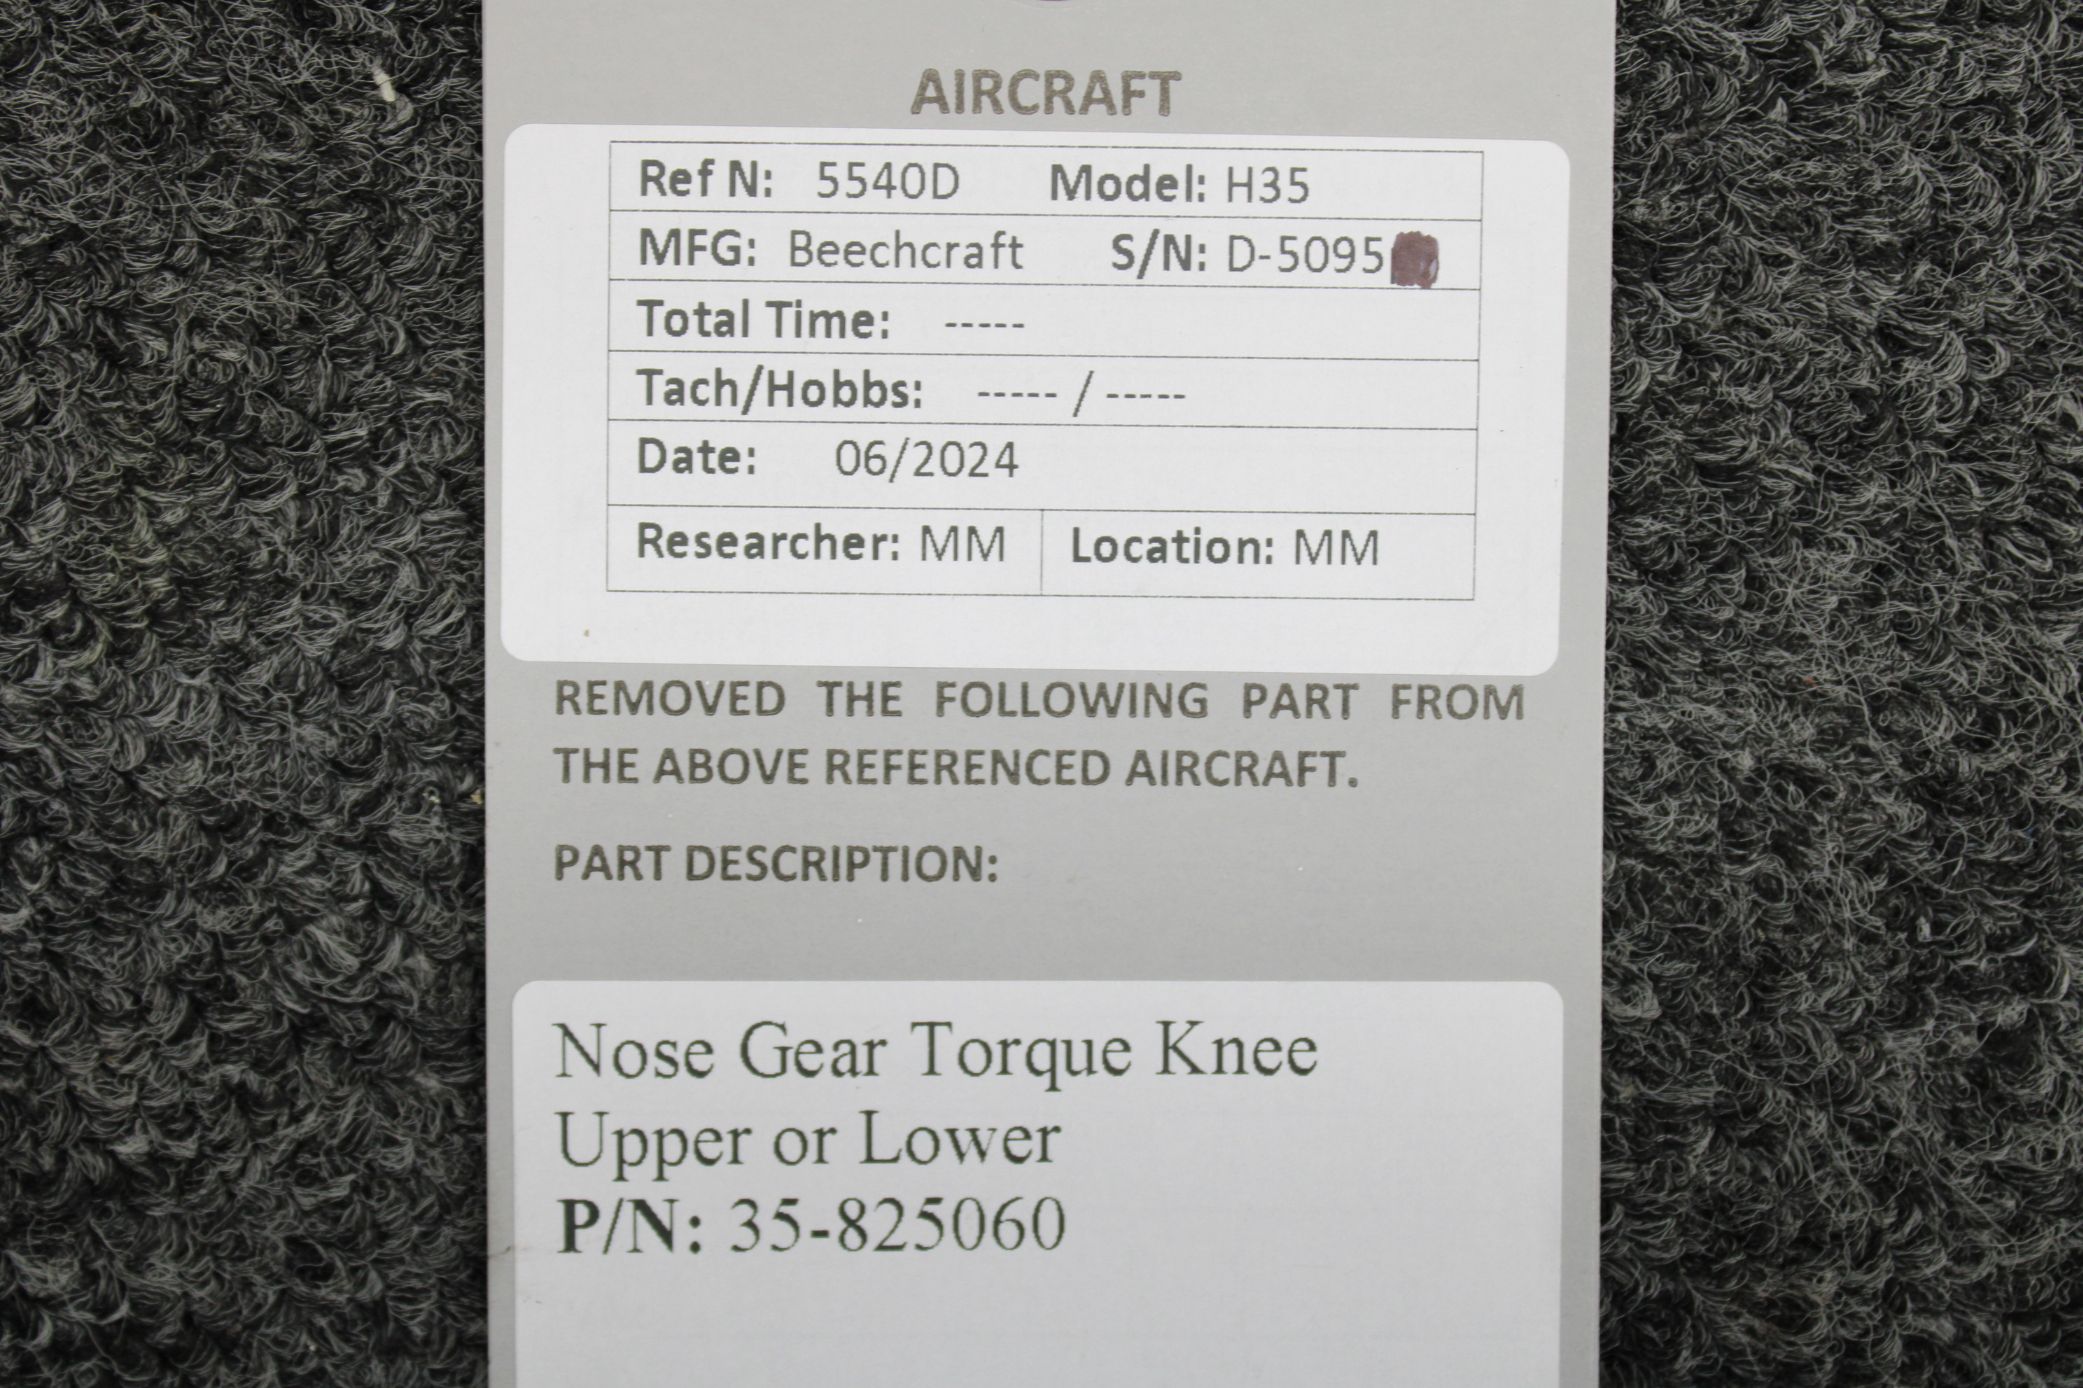 AIRCRAFT
Ref N: 5540D Model: H35
MFG: Beechcraft S/N: D-5095
Total Time: -----
Tach/Hobbs: ----- / -----
Date: 06/2024
Researcher: MM Location: MM
REMOVED THE FOLLOWING PART FROM
THE ABOVE REFERENCED AIRCRAFT.
PART DESCRIPTION:
Nose Gear Torque Knee
Upper or Lower
P/N: 35-825060